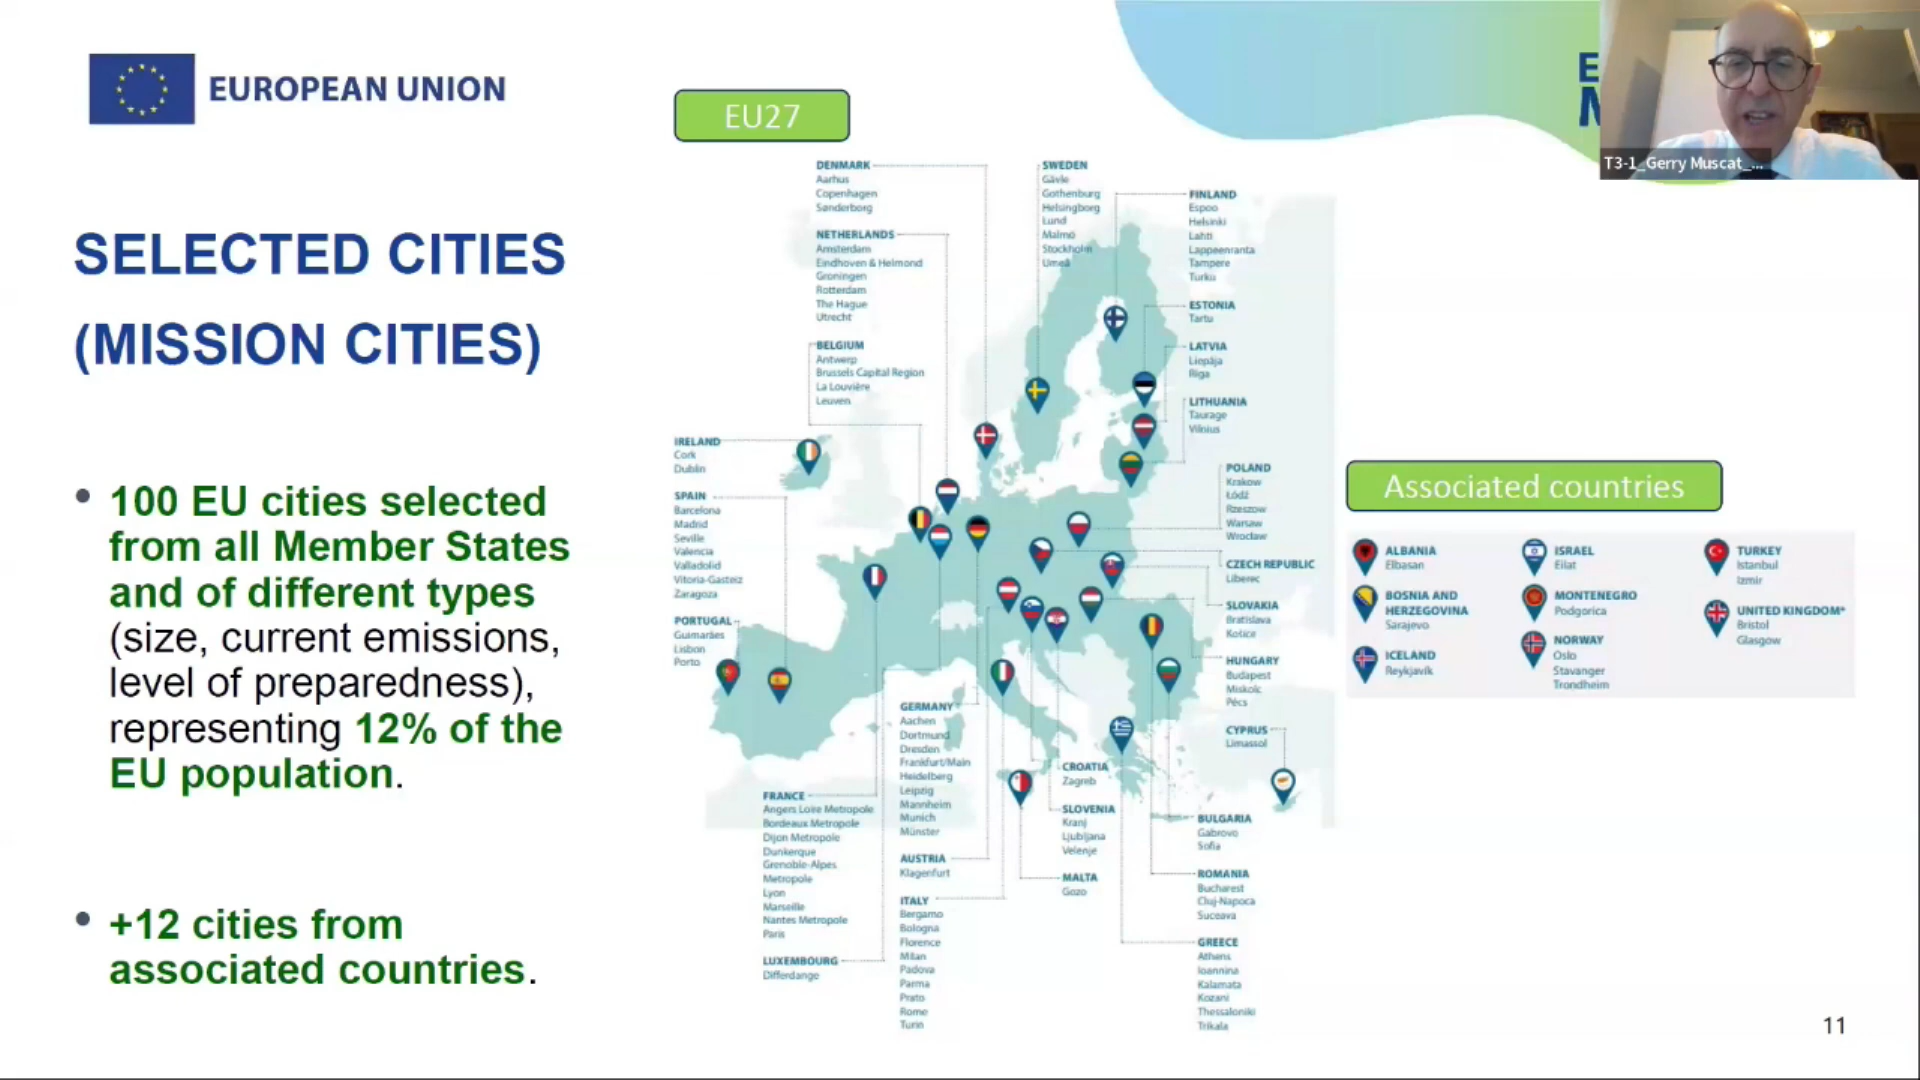 EUROPEAN UNION
SELECTED CITIES
(MISSION CITIES)
• 100 EU cities selected
from all Member States
and of different types
(size, current emissions,
level of preparedness),
representing 12% of the
EU population.
• +12 cities from
associated countries.
EU27
DENMARK
Aarhus
Copenhagen
Sønderborg
NETHERLANDS
Amsterdam
Eindhoven & Helmond
Groningen
Rotterdam
The Hague
Utrecht
BELGIUM
Antwerp
Brussels Capital Region
La Louvière
Leuven
IRELAND
Cork
Dublin
SPAIN
Barcelona
Madrid
Seville
Valencia
Valladolid
Vitoria-Gasteiz
Zaragoza
PORTUGAL
Guimarães
Lisbon
Porto
FRANCE
Angers Loire Metropole
Bordeaux Metropole
Dijon Metropole
Dunkerque
Grenoble-Alpes
Metropole
Lyon
Marseille
Nantes Metropole
Paris
LUXEMBOURG
Differdange
GERMANY
Aachen
Dortmund
Dresden
Frankfurt/Main
Heidelberg
Leipzig
Mannheim
Munich
Münster
AUSTRIA
Klagenfurt
ITALY
Bergamo
Bologna
Florence
Milan
Padova
Parma
Prato
Rome
Turin
SWEDEN
Gävle
Gothenburg
Helsingborg
Lund
Malmö
Stockholm
Umeå
FINLAND
Espoo
Helsinki
Lahti
Lappeenranta
Tampere
Turku
ESTONIA
Tartu
LATVIA
Liepāja
Riga
LITHUANIA
Taurage
Vilnius
POLAND
Krakow
Łódź
Rzeszow
Warsaw
Wrocław
CZECH REPUBLIC
Liberec
SLOVAKIA
Bratislava
Košice
HUNGARY
Budapest
Miskolc
Pécs
CYPRUS
Limassol
CROATIA
Zagreb
SLOVENIA
Kranj
Ljubljana
Velenje
MALTA
Gozo
BULGARIA
Gabrovo
Sofia
ROMANIA
Bucharest
Cluj-Napoca
Suceava
GREECE
Athens
Ioannina
Kalamata
Kozani
Thessaloniki
Trikala
Associated countries
ALBANIA
Elbasan
BOSNIA AND
HERZEGOVINA
Sarajevo
ICELAND
Reykjavík
ISRAEL
Eilat
MONTENEGRO
Podgorica
NORWAY
Oslo
Stavanger
Trondheim
TURKEY
Istanbul
Izmir
UNITED KINGDOM*
Bristol
Glasgow
E
M
T3-1_Gerry Muscat_...
11